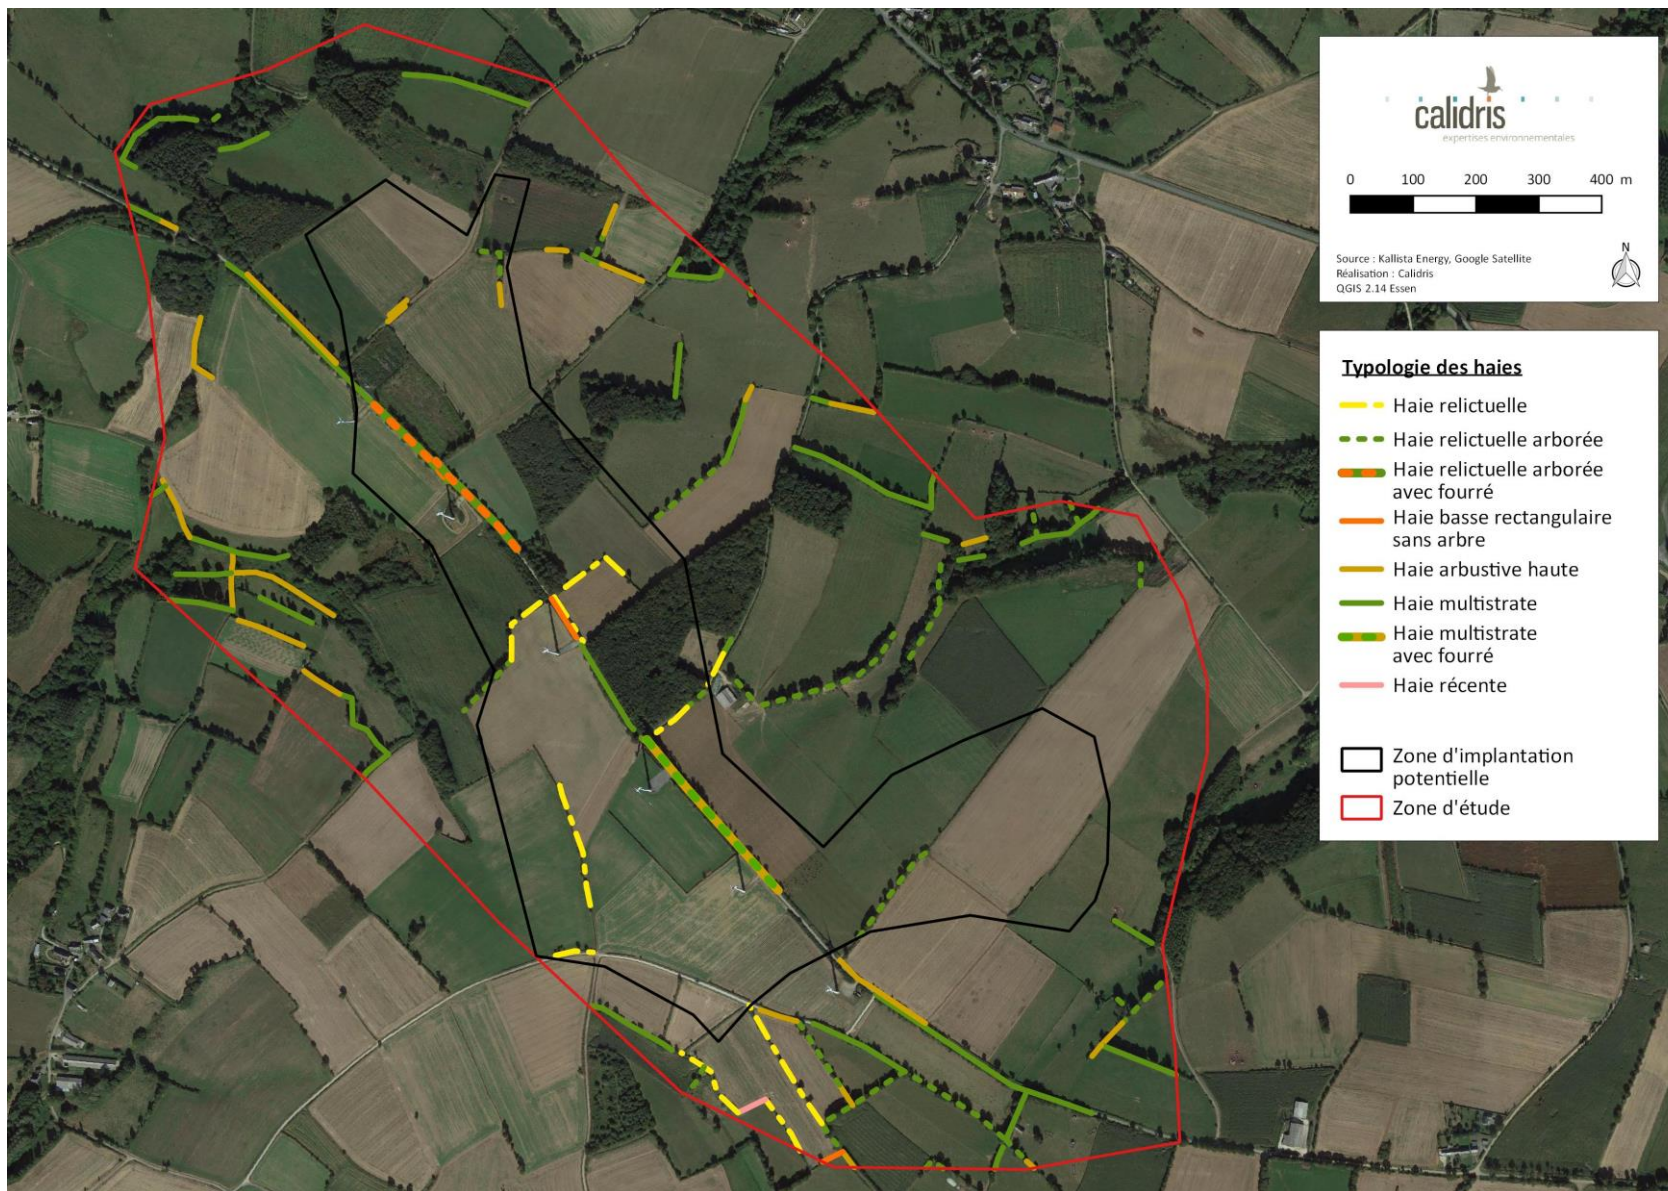 calidris
expertises environnementales
0 100 200 300 400 m
Source : Kallista Energy, Google Satellite
Réalisation : Calidris
QGIS 2.14 Essen
N
Typologie des haies
Haie relictuelle
Haie relictuelle arborée
Haie relictuelle arborée
avec fourré
Haie basse rectangulaire
sans arbre
Haie arbustive haute
Haie multistrate
Haie multistrate
avec fourré
Haie récente
Zone d'implantation
potentielle
Zone d'étude